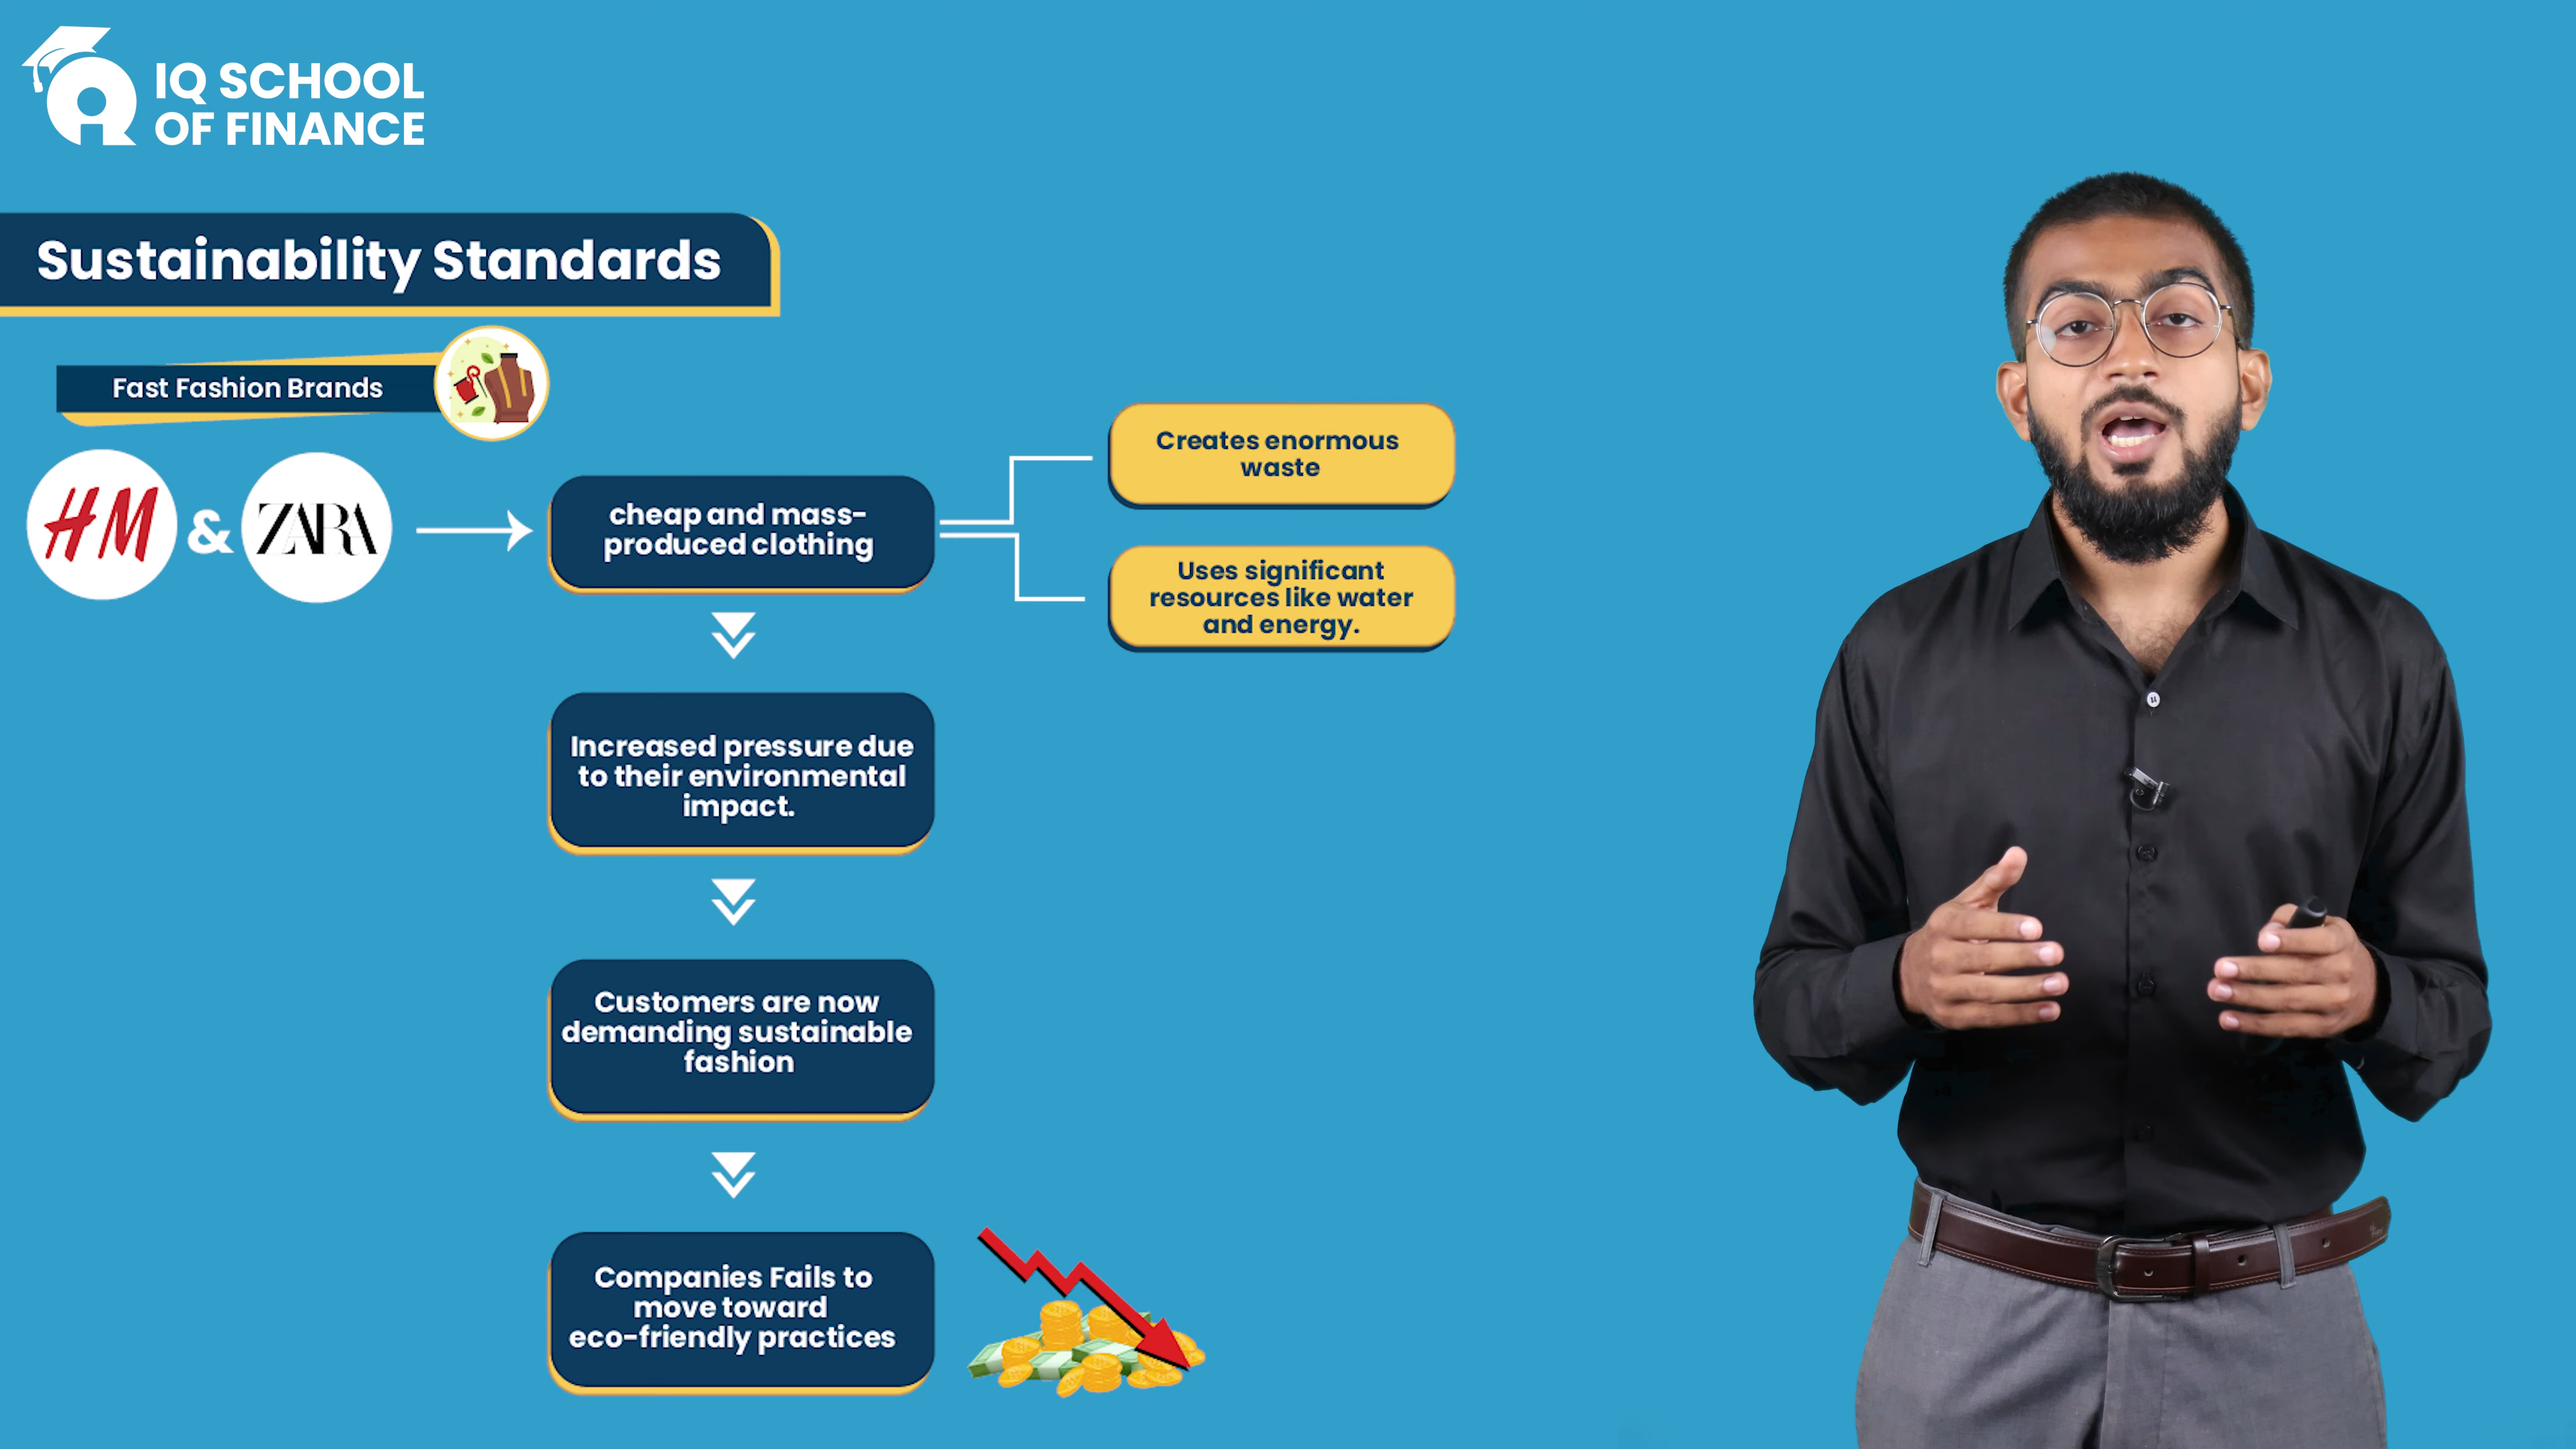 IQ SCHOOL
OF FINANCE
Sustainability Standards
Fast Fashion Brands
HM & ZARA
cheap and mass-
produced clothing
Creates enormous
waste
Uses significant
resources like water
and energy.
Increased pressure due
to their environmental
impact.
Customers are now
demanding sustainable
fashion
Companies Fails to
move toward
eco-friendly practices